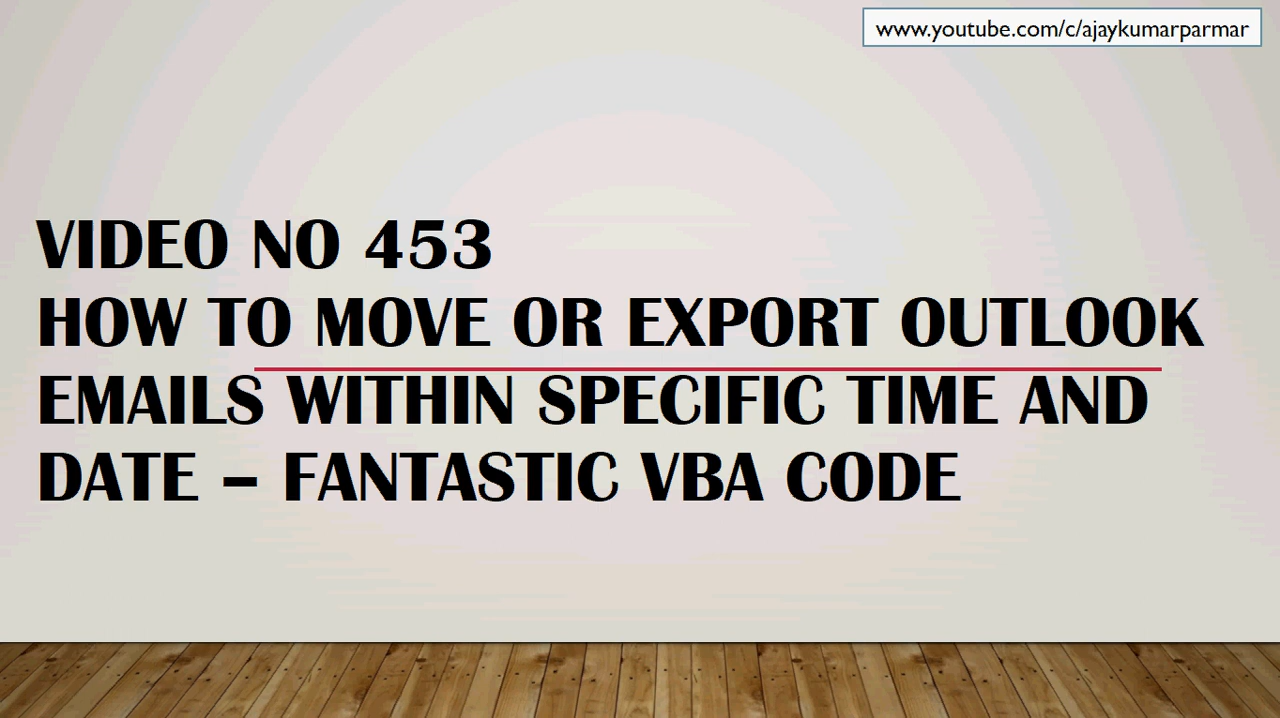 www.youtube.com/c/ajaykumarparmar
VIDEO NO 453
HOW TO MOVE OR EXPORT OUTLOOK
EMAILS WITHIN SPECIFIC TIME AND
DATE – FANTASTIC VBA CODE